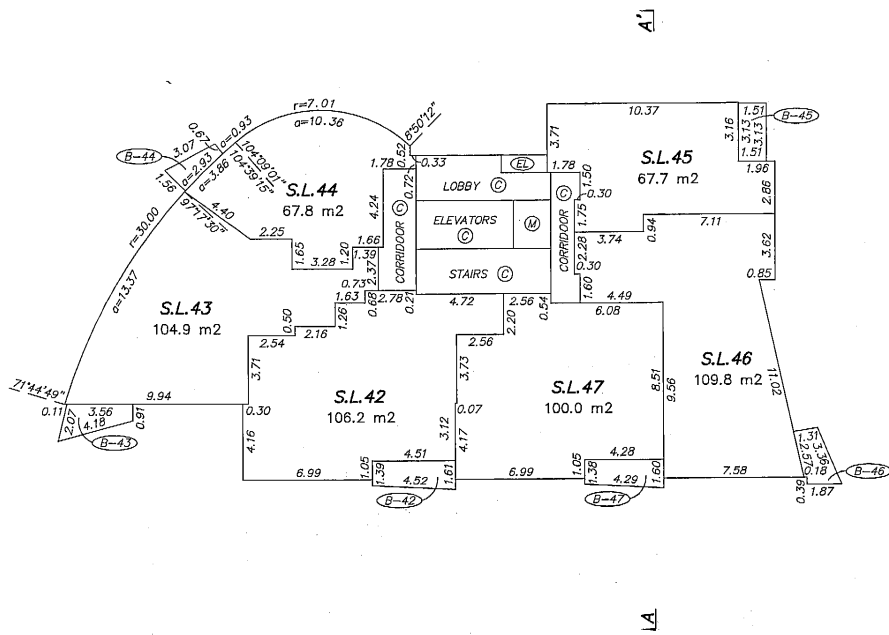 A'
r=7.01
a=10.36
8°50'12"
10.37
1.51
B-45
0.67
a=0.93
3.07
B-44
a=2.93
a=3.86
104°09'01"
104°39'15"
1.56
97°17'30"
3.71
3.16
3.13
3.13
1.51
1.96
0.52
0.33
EL
1.78
1.78
0.72
S.L.44
67.8 m2
S.L.45
67.7 m2
LOBBY C
1.50
0.30
2.86
4.40
4.24
CORRIDOOR C
ELEVATORS
C
M
CORRIDOOR C
1.75
7.11
0.94
3.74
r=30.00
2.25
1.65
1.20
1.66
1.39
3.28
2.37
2.28
3.62
STAIRS C
0.30
0.85
a=13.37
0.73
1.63
0.68
2.78
0.21
4.72
2.56
0.54
1.60
4.49
6.08
S.L.43
104.9 m2
0.50
1.26
2.16
2.54
2.20
2.56
3.71
3.73
S.L.46
109.8 m2
11.02
8.51
9.56
71°44'49"
9.94
0.30
S.L.42
106.2 m2
0.07
S.L.47
100.0 m2
0.11
2.07
3.56
4.18
0.91
B-43
4.16
3.12
4.17
1.31
3.36
2.57
0.18
6.99
1.05
1.39
4.51
4.52
1.61
6.99
1.05
1.38
4.28
4.29
1.60
7.58
0.39
1.87
B-46
B-42
B-47
A